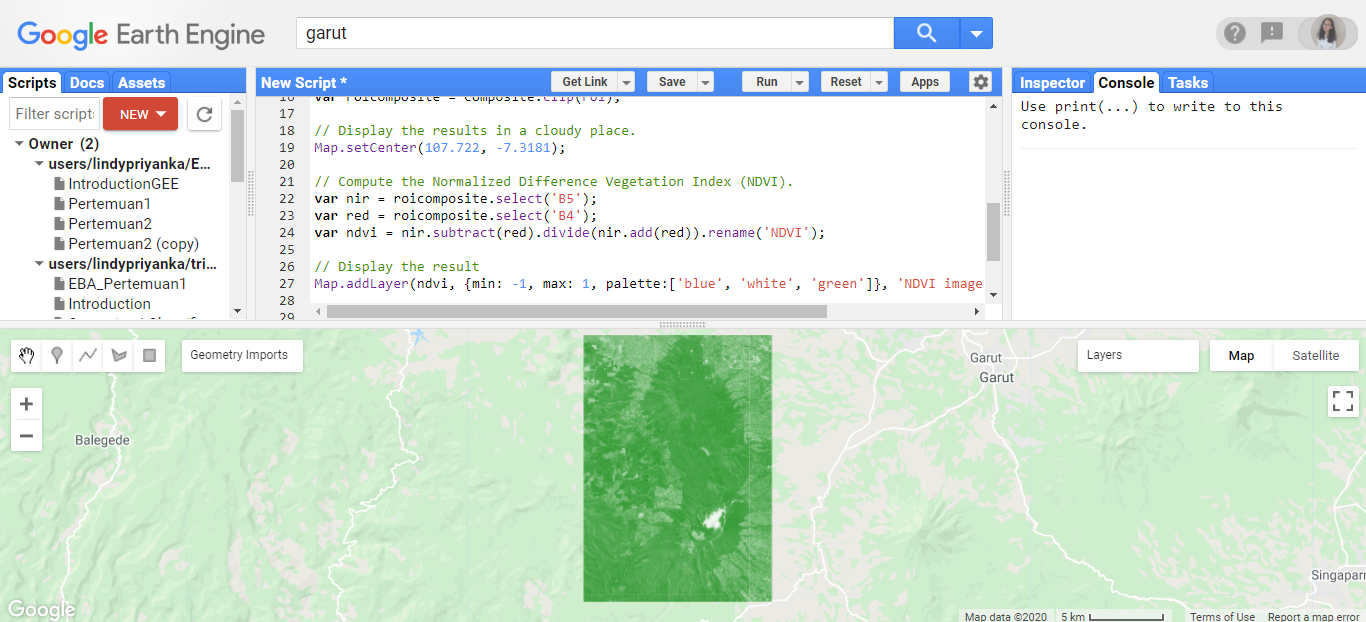 Google Earth Engine
garut
Scripts Docs Assets
New Script *
Get Link
Save
Run
Reset
Apps
Inspector Console Tasks
Filter script
NEW
Owner (2)
users/lindypriyanka/E...
IntroductionGEE
Pertemuan1
Pertemuan2
Pertemuan2 (copy)
users/lindypriyanka/tri...
EBA_Pertemuan1
Introduction
16 var roicomposite = composite.clip(ROI);
17
18 // Display the results in a cloudy place.
19 Map.setCenter(107.722, -7.3181);
20
21 // Compute the Normalized Difference Vegetation Index (NDVI).
22 var nir = roicomposite.select('B5');
23 var red = roicomposite.select('B4');
24 var ndvi = nir.subtract(red).divide(nir.add(red)).rename('NDVI');
25
26 // Display the result
27 Map.addLayer(ndvi, {min: -1, max: 1, palette:['blue', 'white', 'green']}, 'NDVI image
28
29
Use print(...) to write to this
console.
Geometry Imports
Layers
Map
Satellite
Garut
Garut
Balegede
Singaparn
Google
Map data ©2020
5 km
Terms of Use
Report a map error